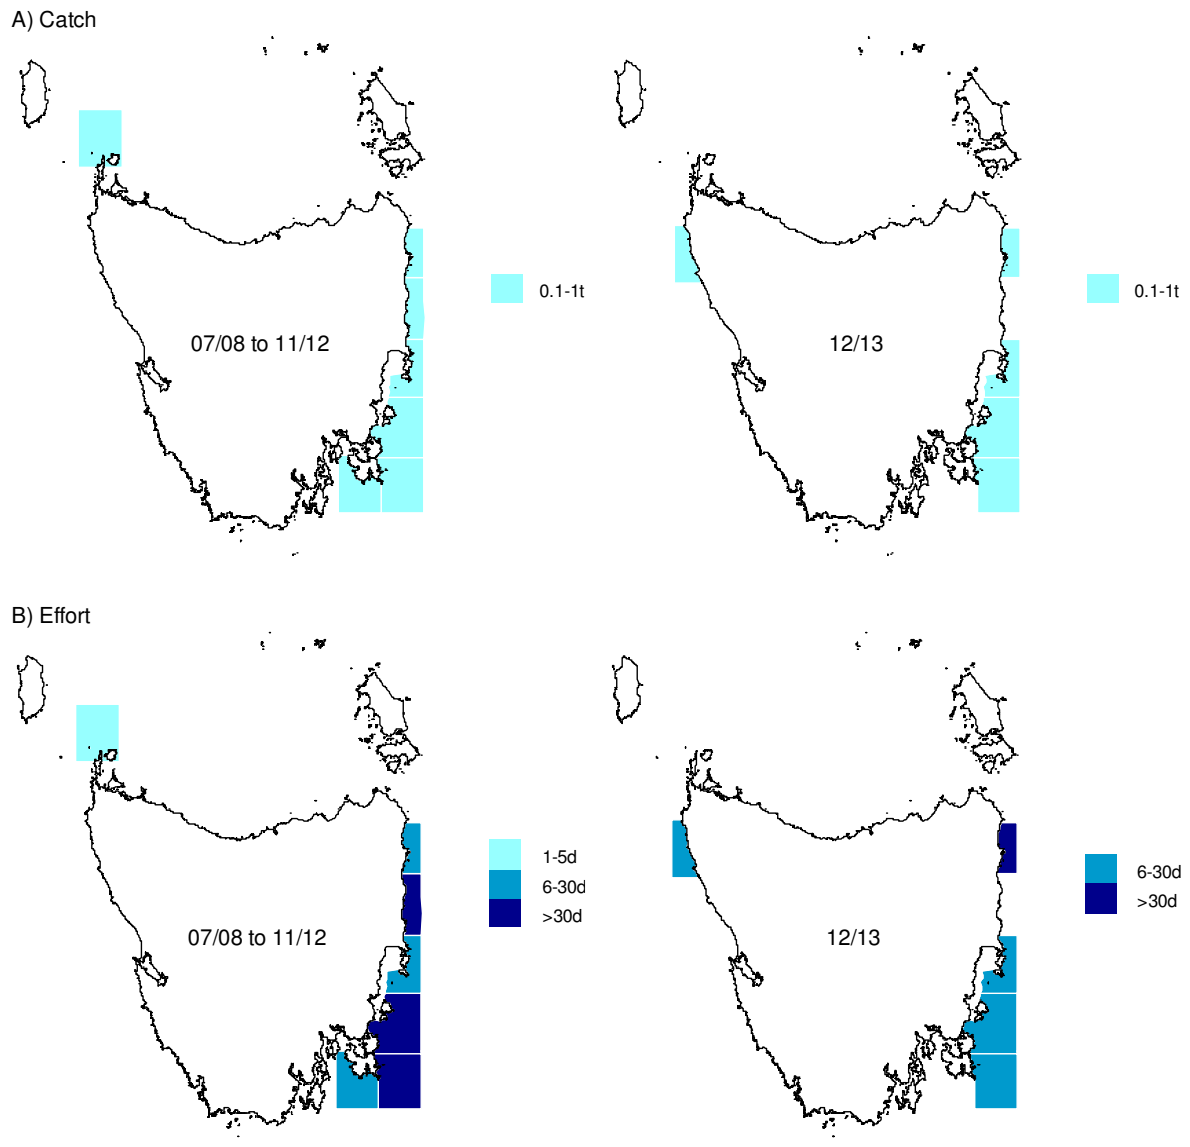 A) Catch
0.1-1t
0.1-1t
07/08 to 11/12
12/13
B) Effort
1-5d
6-30d
>30d
6-30d
>30d
07/08 to 11/12
12/13